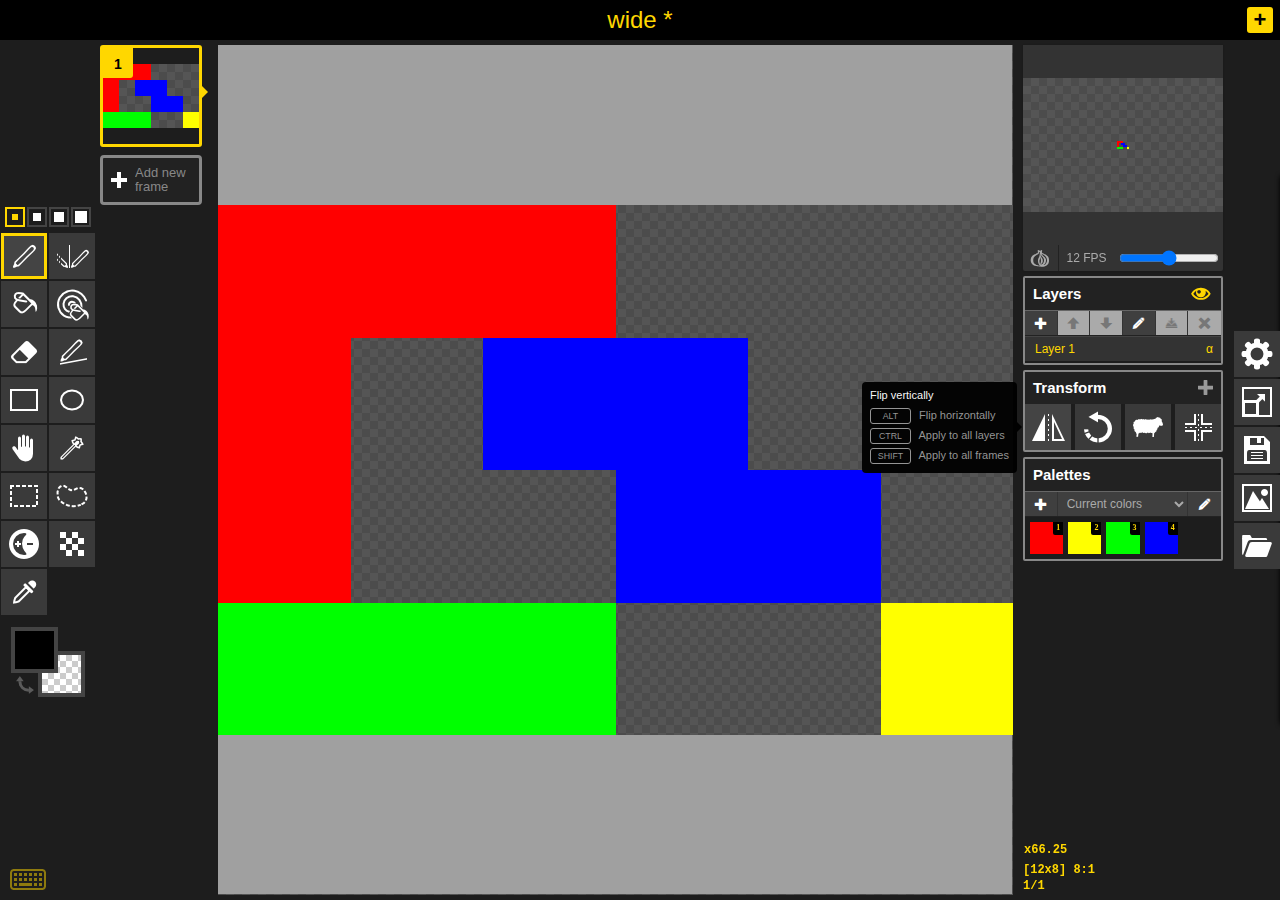 wide *
+
1
Add new
frame
12 FPS
Layers
Layer 1 α
Transform
Flip vertically
ALT Flip horizontally
CTRL Apply to all layers
SHIFT Apply to all frames
Palettes
Current colors
1 2 3 4
x66.25
[12x8] 8:1
1/1